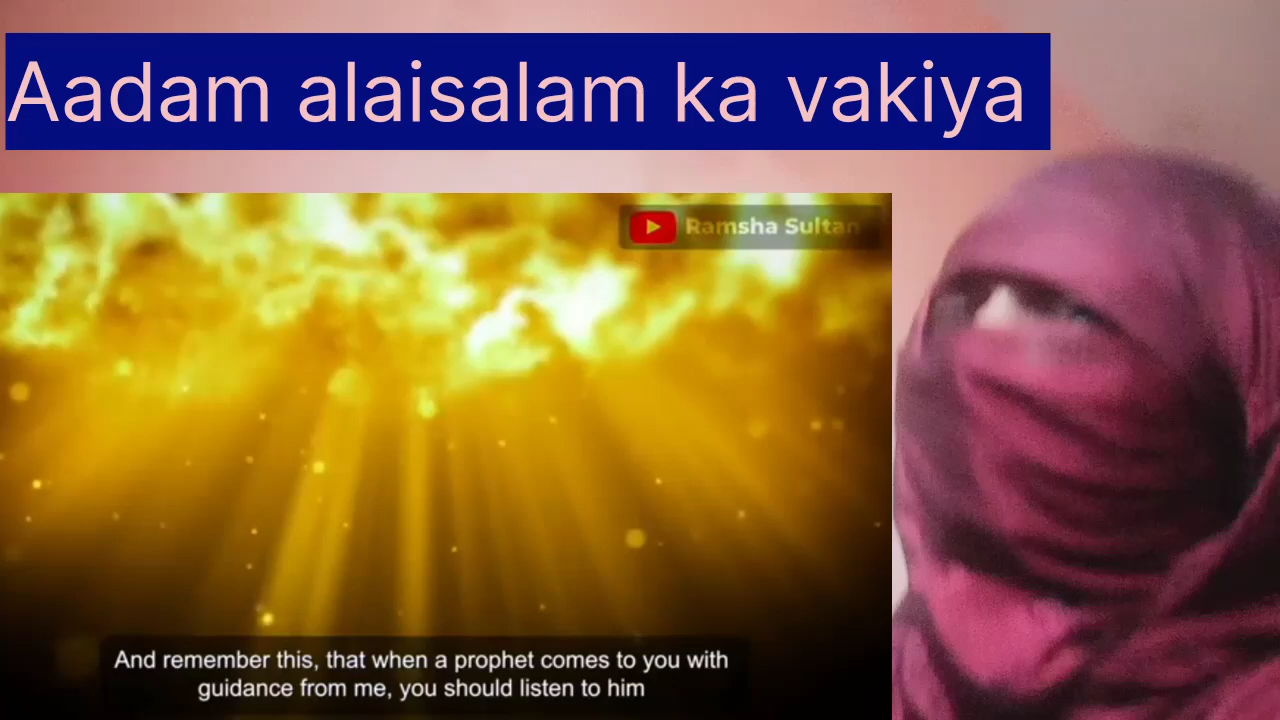 Aadam alaisalam ka vakiya
Ramsha Sultan
And remember this, that when a prophet comes to you with
guidance from me, you should listen to him